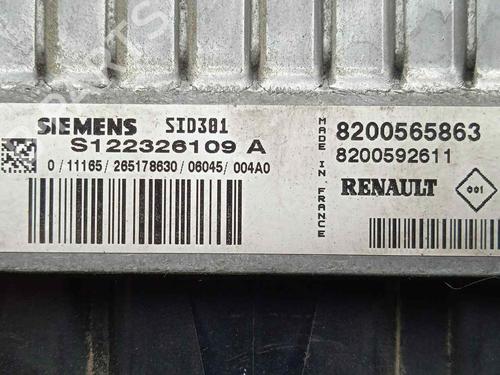 SIEMENS SID301
S122326109 A
0/11165/265178630/06045/004A0
MADE IN FRANCE
8200565863
8200592611
RENAULT
001